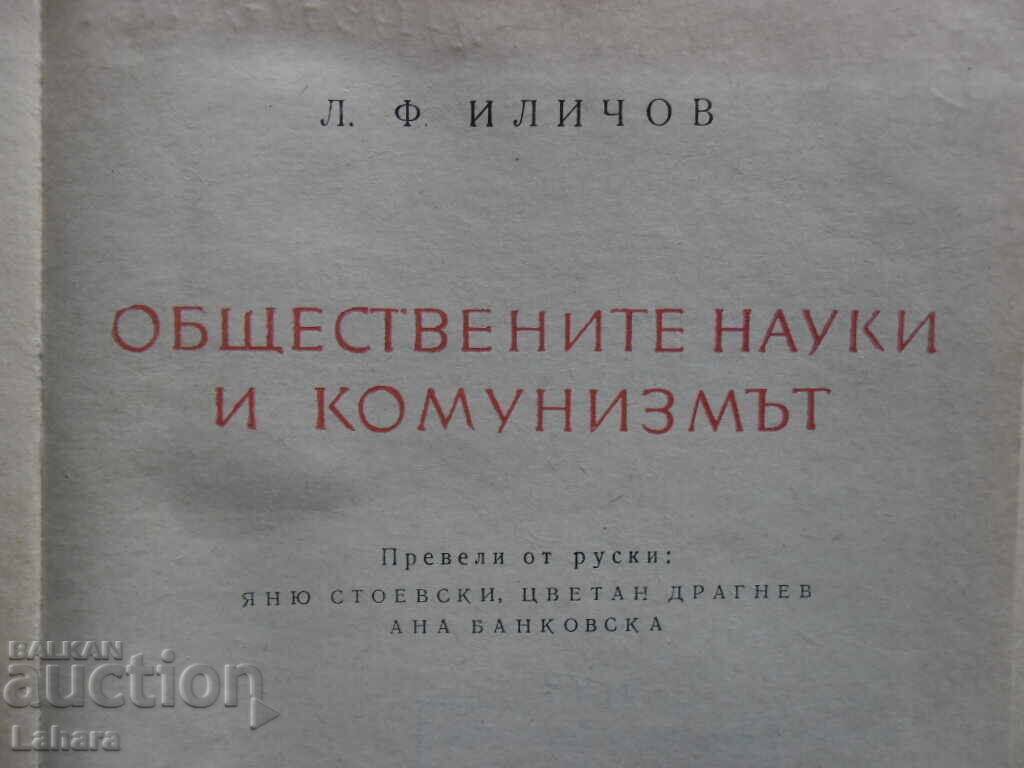 Л. Ф. ИЛИЧОВ
ОБЩЕСТВЕНИТЕ НАУКИ
И КОМУНИЗМЪТ
Превели от руски:
ЯНЮ СТОЕВСКИ, ЦВЕТАН ДРАГНЕВ
АНА БАНКОВСКА
BALKAN
auction
Lahara